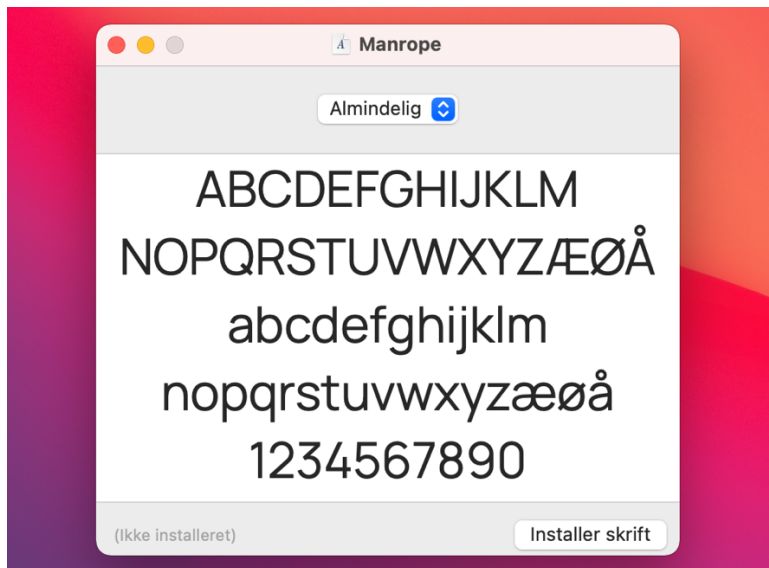 Manrope
Almindelig
ABCDEFGHIJKLM
NOPQRSTUVWXYZÆØÅ
abcdefghijklm
nopqrstuvwxyzæøå
1234567890
(Ikke installeret)
Installer skrift